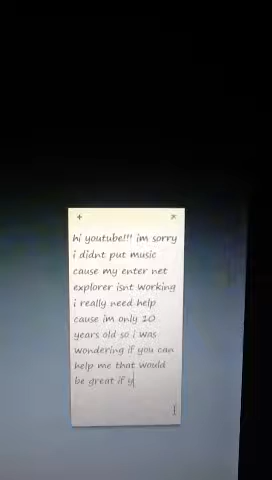 hi youtube!!! im sorry
i didnt put music
cause my enter net
explorer isnt working
i really need help
cause im only 10
years old so i was
wondering if you can
help me that would
be great if y